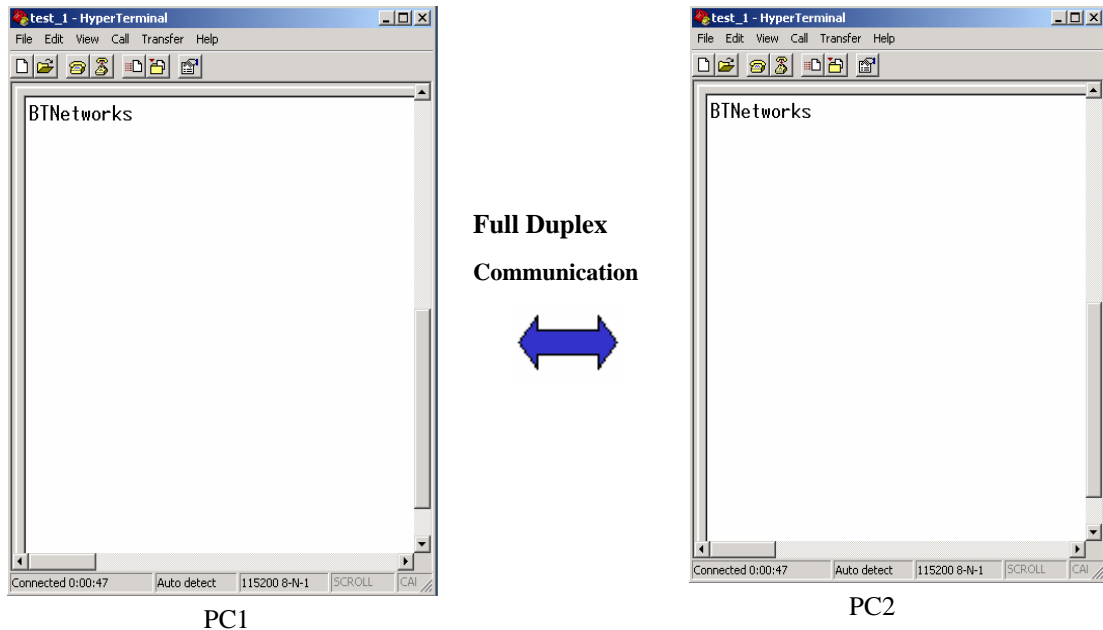 test_1 - HyperTerminal
File Edit View Call Transfer Help
BTNetworks
Connected 0:00:47 Auto detect 115200 8-N-1 SCROLL CAI
PC1
Full Duplex
Communication
test_1 - HyperTerminal
File Edit View Call Transfer Help
BTNetworks
Connected 0:00:47 Auto detect 115200 8-N-1 SCROLL CAI
PC2